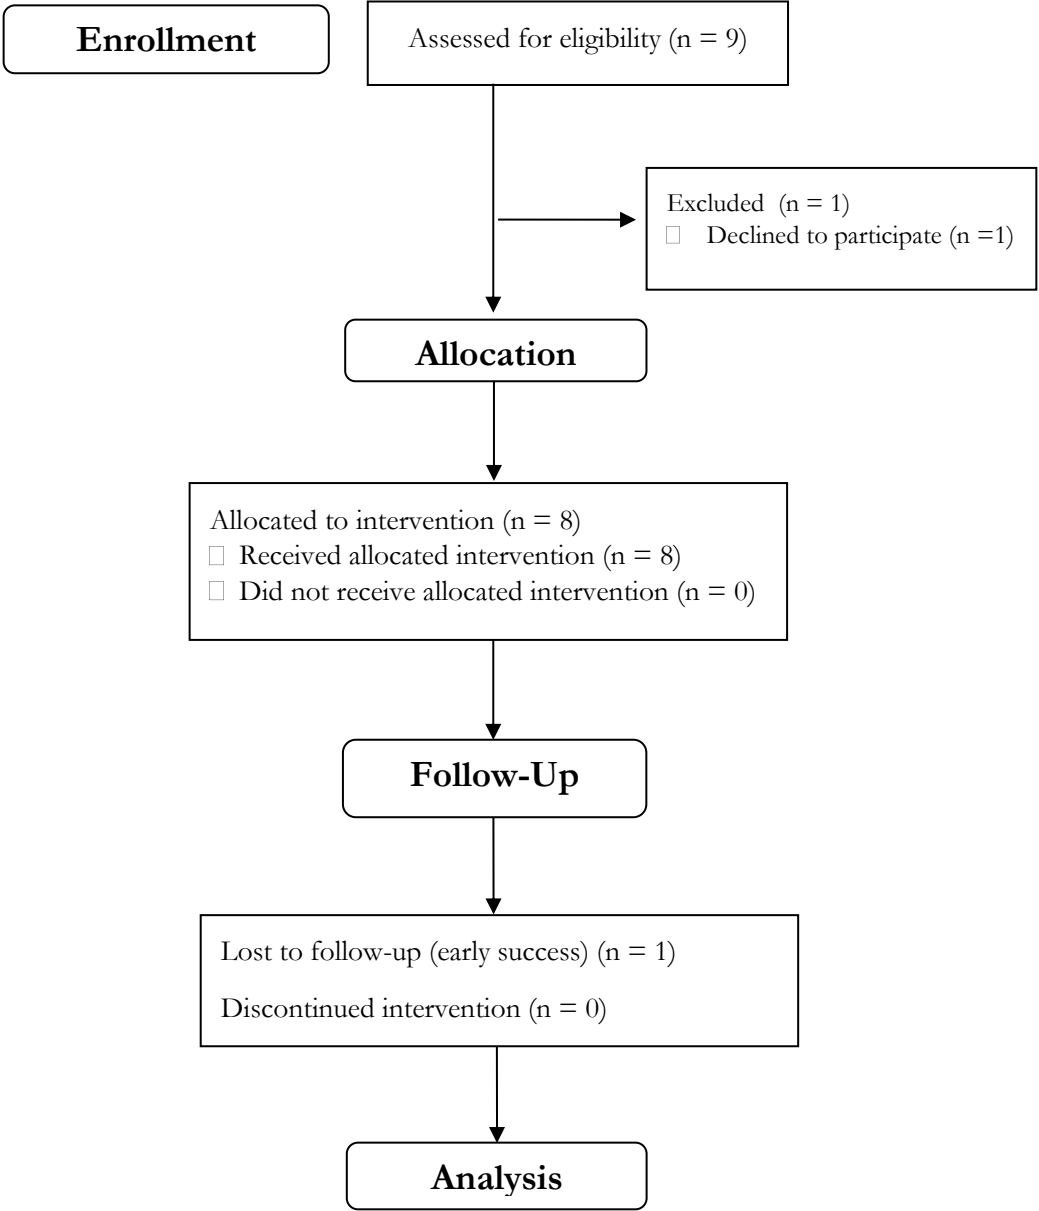 Enrollment
Assessed for eligibility (n = 9)
Excluded (n = 1)
Declined to participate (n =1)
Allocation
Allocated to intervention (n = 8)
Received allocated intervention (n = 8)
Did not receive allocated intervention (n = 0)
Follow-Up
Lost to follow-up (early success) (n = 1)
Discontinued intervention (n = 0)
Analysis